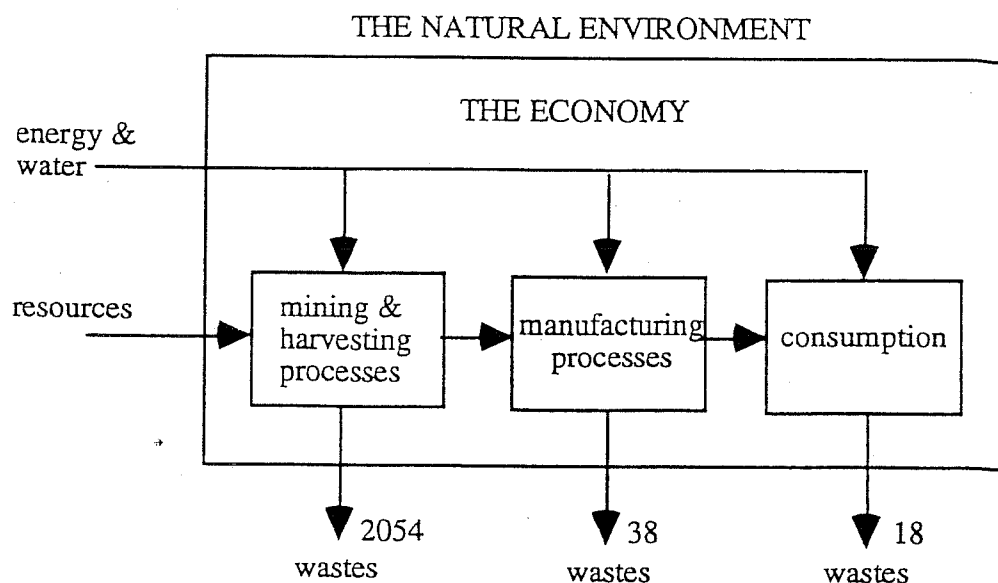 THE NATURAL ENVIRONMENT
THE ECONOMY
energy &
water
resources
mining &
harvesting
processes
manufacturing
processes
consumption
2054
wastes
38
wastes
18
wastes